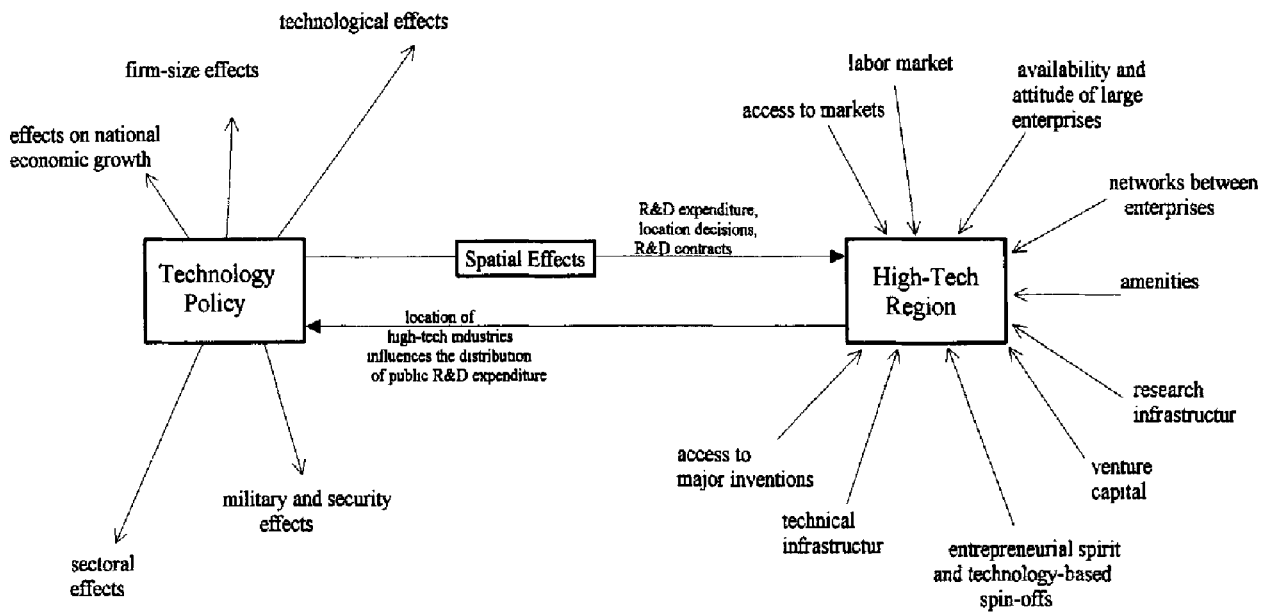 technological effects
firm-size effects
effects on national
economic growth
labor market
access to markets
availability and
attitude of large
enterprises
networks between
enterprises
R&D expenditure,
location decisions,
R&D contracts
Technology
Policy
Spatial Effects
High-Tech
Region
amenities
location of
high-tech industries
influences the distribution
of public R&D expenditure
research
infrastructur
access to
major inventions
venture
capital
military and security
effects
technical
infrastructur
entrepreneurial spirit
and technology-based
spin-offs
sectoral
effects